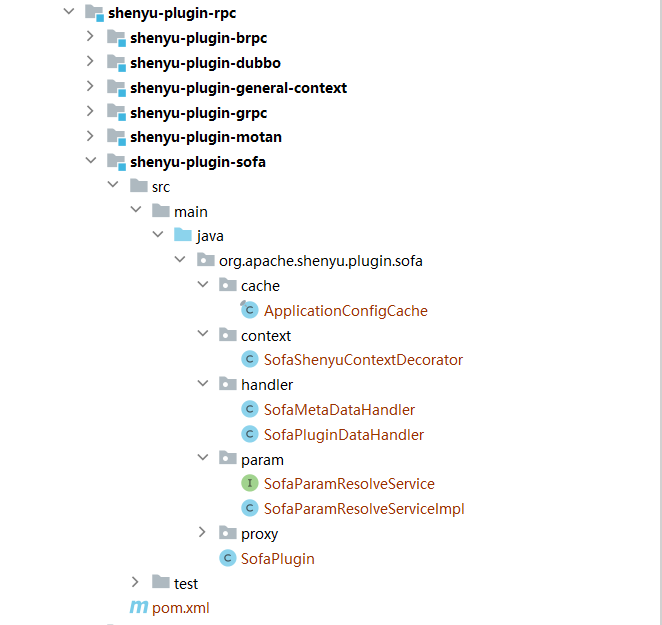 shenyu-plugin-rpc
shenyu-plugin-brpc
shenyu-plugin-dubbo
shenyu-plugin-general-context
shenyu-plugin-grpc
shenyu-plugin-motan
shenyu-plugin-sofa
src
main
java
org.apache.shenyu.plugin.sofa
cache
C ApplicationConfigCache
context
C SofaShenyuContextDecorator
handler
C SofaMetaDataHandler
C SofaPluginDataHandler
param
I SofaParamResolveService
C SofaParamResolveServiceImpl
proxy
C SofaPlugin
test
m pom.xml